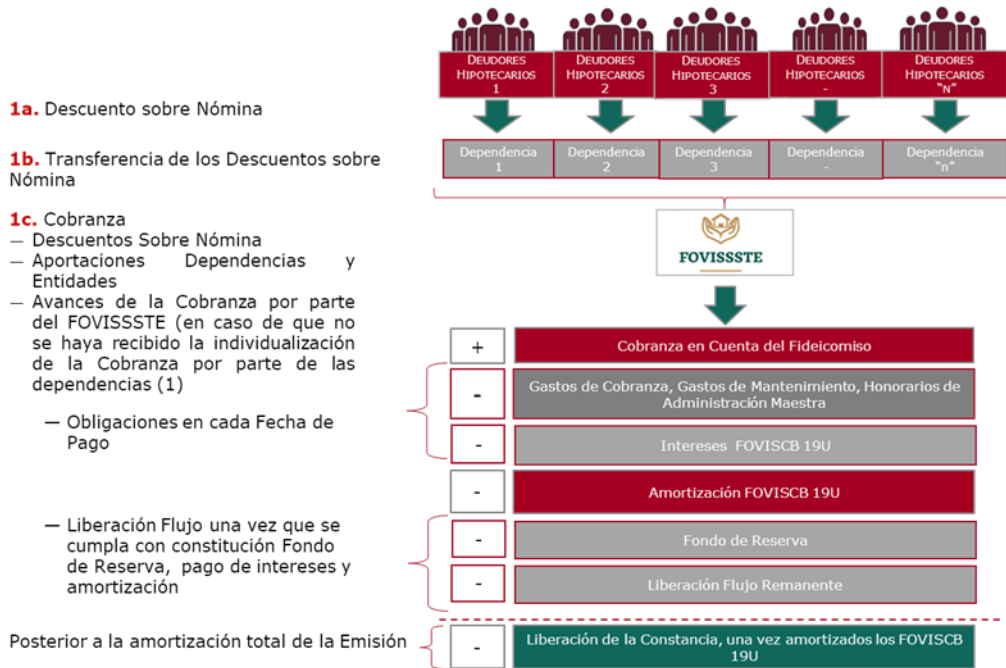 DEUDORES
HIPOTECARIOS
1
DEUDORES
HIPOTECARIOS
2
DEUDORES
HIPOTECARIOS
3
DEUDORES
HIPOTECARIOS
-
DEUDORES
HIPOTECARIOS
"N"
1a. Descuento sobre Nómina
1b. Transferencia de los Descuentos sobre
Nómina
Dependencia
1
Dependencia
2
Dependencia
3
Dependencia
-
Dependencia
"n"
1c. Cobranza
— Descuentos Sobre Nómina
— Aportaciones Dependencias y
Entidades
— Avances de la Cobranza por parte
del FOVISSSTE (en caso de que no
se haya recibido la individualización
de la Cobranza por parte de las
dependencias (1)
FOVISSSTE
+ Cobranza en Cuenta del Fideicomiso
— Obligaciones en cada Fecha de
Pago
- Gastos de Cobranza, Gastos de Mantenimiento, Honorarios de
Administración Maestra
- Intereses FOVISCB 19U
- Amortización FOVISCB 19U
— Liberación Flujo una vez que se
cumpla con constitución Fondo
de Reserva, pago de intereses y
amortización
- Fondo de Reserva
- Liberación Flujo Remanente
Posterior a la amortización total de la Emisión
- Liberación de la Constancia, una vez amortizados los FOVISCB
19U